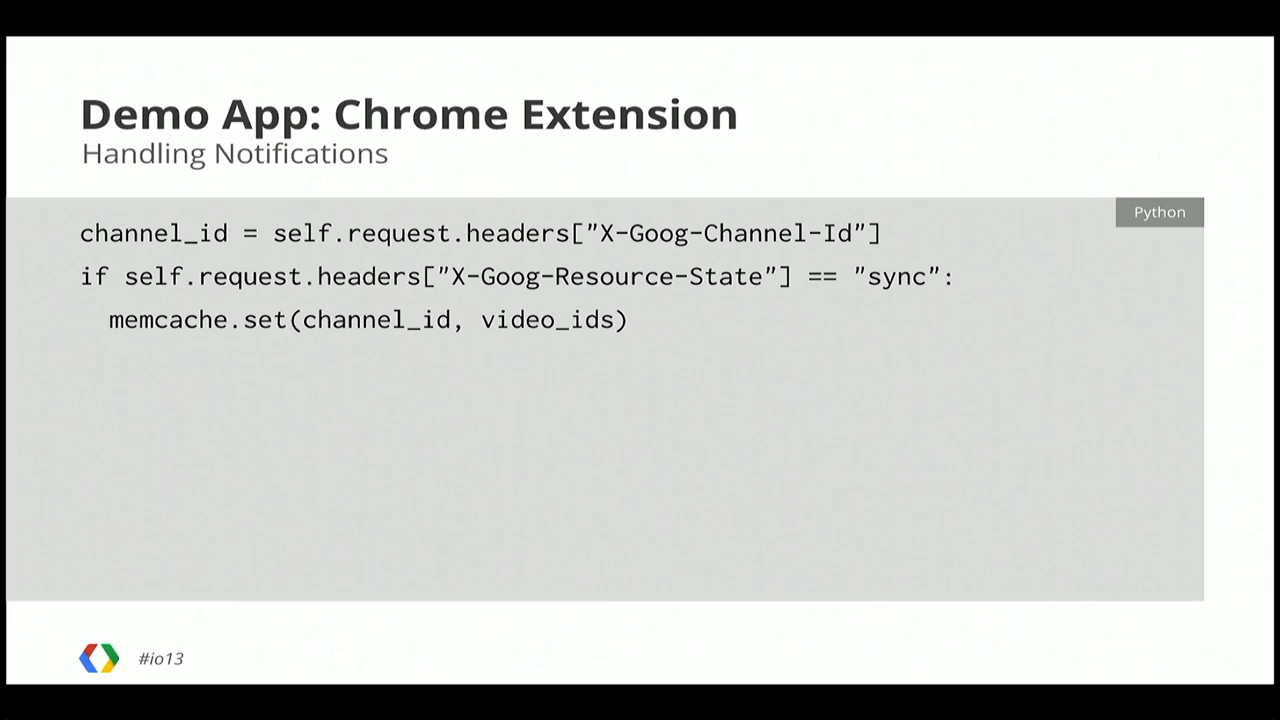 Demo App: Chrome Extension
Handling Notifications
Python
channel_id = self.request.headers["X-Goog-Channel-Id"]
if self.request.headers["X-Goog-Resource-State"] == "sync":
  memcache.set(channel_id, video_ids)
#io13